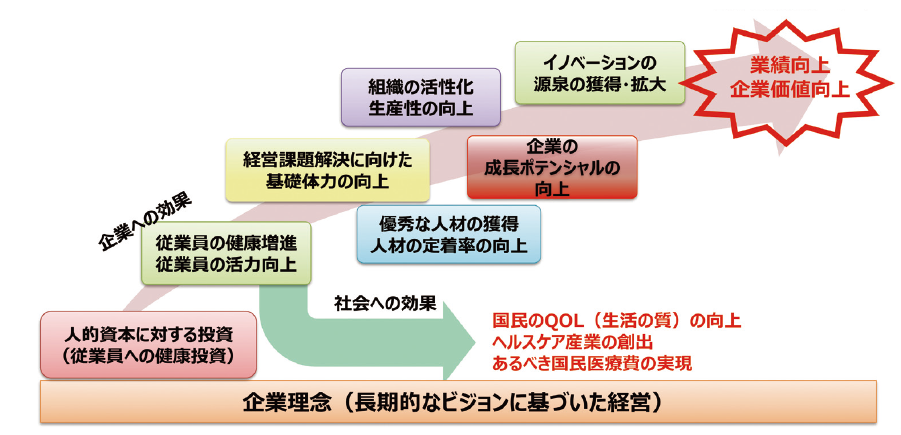 業績向上
企業価値向上
イノベーションの
源泉の獲得・拡大
組織の活性化
生産性の向上
企業の
成長ポテンシャルの
向上
経営課題解決に向けた
基礎体力の向上
優秀な人材の獲得
人材の定着率の向上
企業への効果
従業員の健康増進
従業員の活力向上
社会への効果
国民のQOL（生活の質）の向上
ヘルスケア産業の創出
あるべき国民医療費の実現
人的資本に対する投資
（従業員への健康投資）
企業理念（長期的なビジョンに基づいた経営）